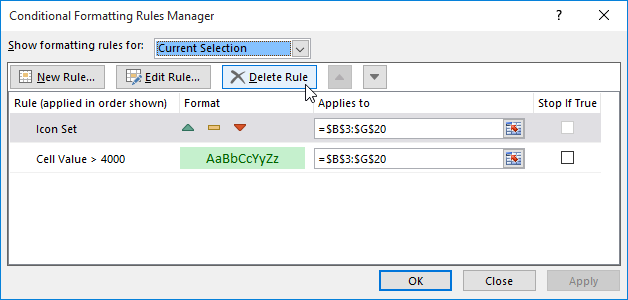 Conditional Formatting Rules Manager
Show formatting rules for: Current Selection
New Rule... Edit Rule... Delete Rule
Rule (applied in order shown) Format Applies to Stop If True
Icon Set =$B$3:$G$20
Cell Value > 4000 AaBbCcYyZz =$B$3:$G$20
OK Close Apply